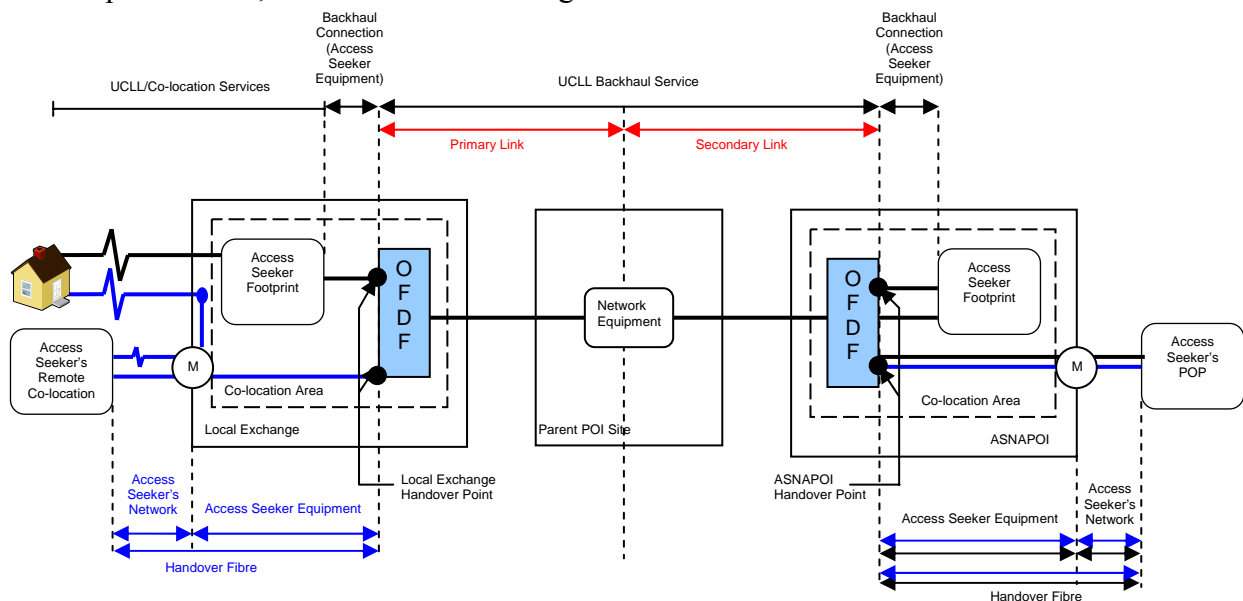 Backhaul
Connection
(Access
Seeker
Equipment)
Backhaul
Connection
(Access
Seeker
Equipment)
UCLL/Co-location Services
UCLL Backhaul Service
Primary Link
Secondary Link
Access
Seeker
Footprint
O
F
D
F
Network
Equipment
O
F
D
F
Access
Seeker
Footprint
Access
Seeker's
Remote
Co-location
M
Co-location Area
Local Exchange
Parent POI Site
Co-location Area
ASNAPOI
M
Access
Seeker's
POP
Local Exchange
Handover Point
ASNAPOI
Handover Point
Access
Seeker's
Network
Access Seeker Equipment
Handover Fibre
Access Seeker Equipment
Access
Seeker's
Network
Handover Fibre